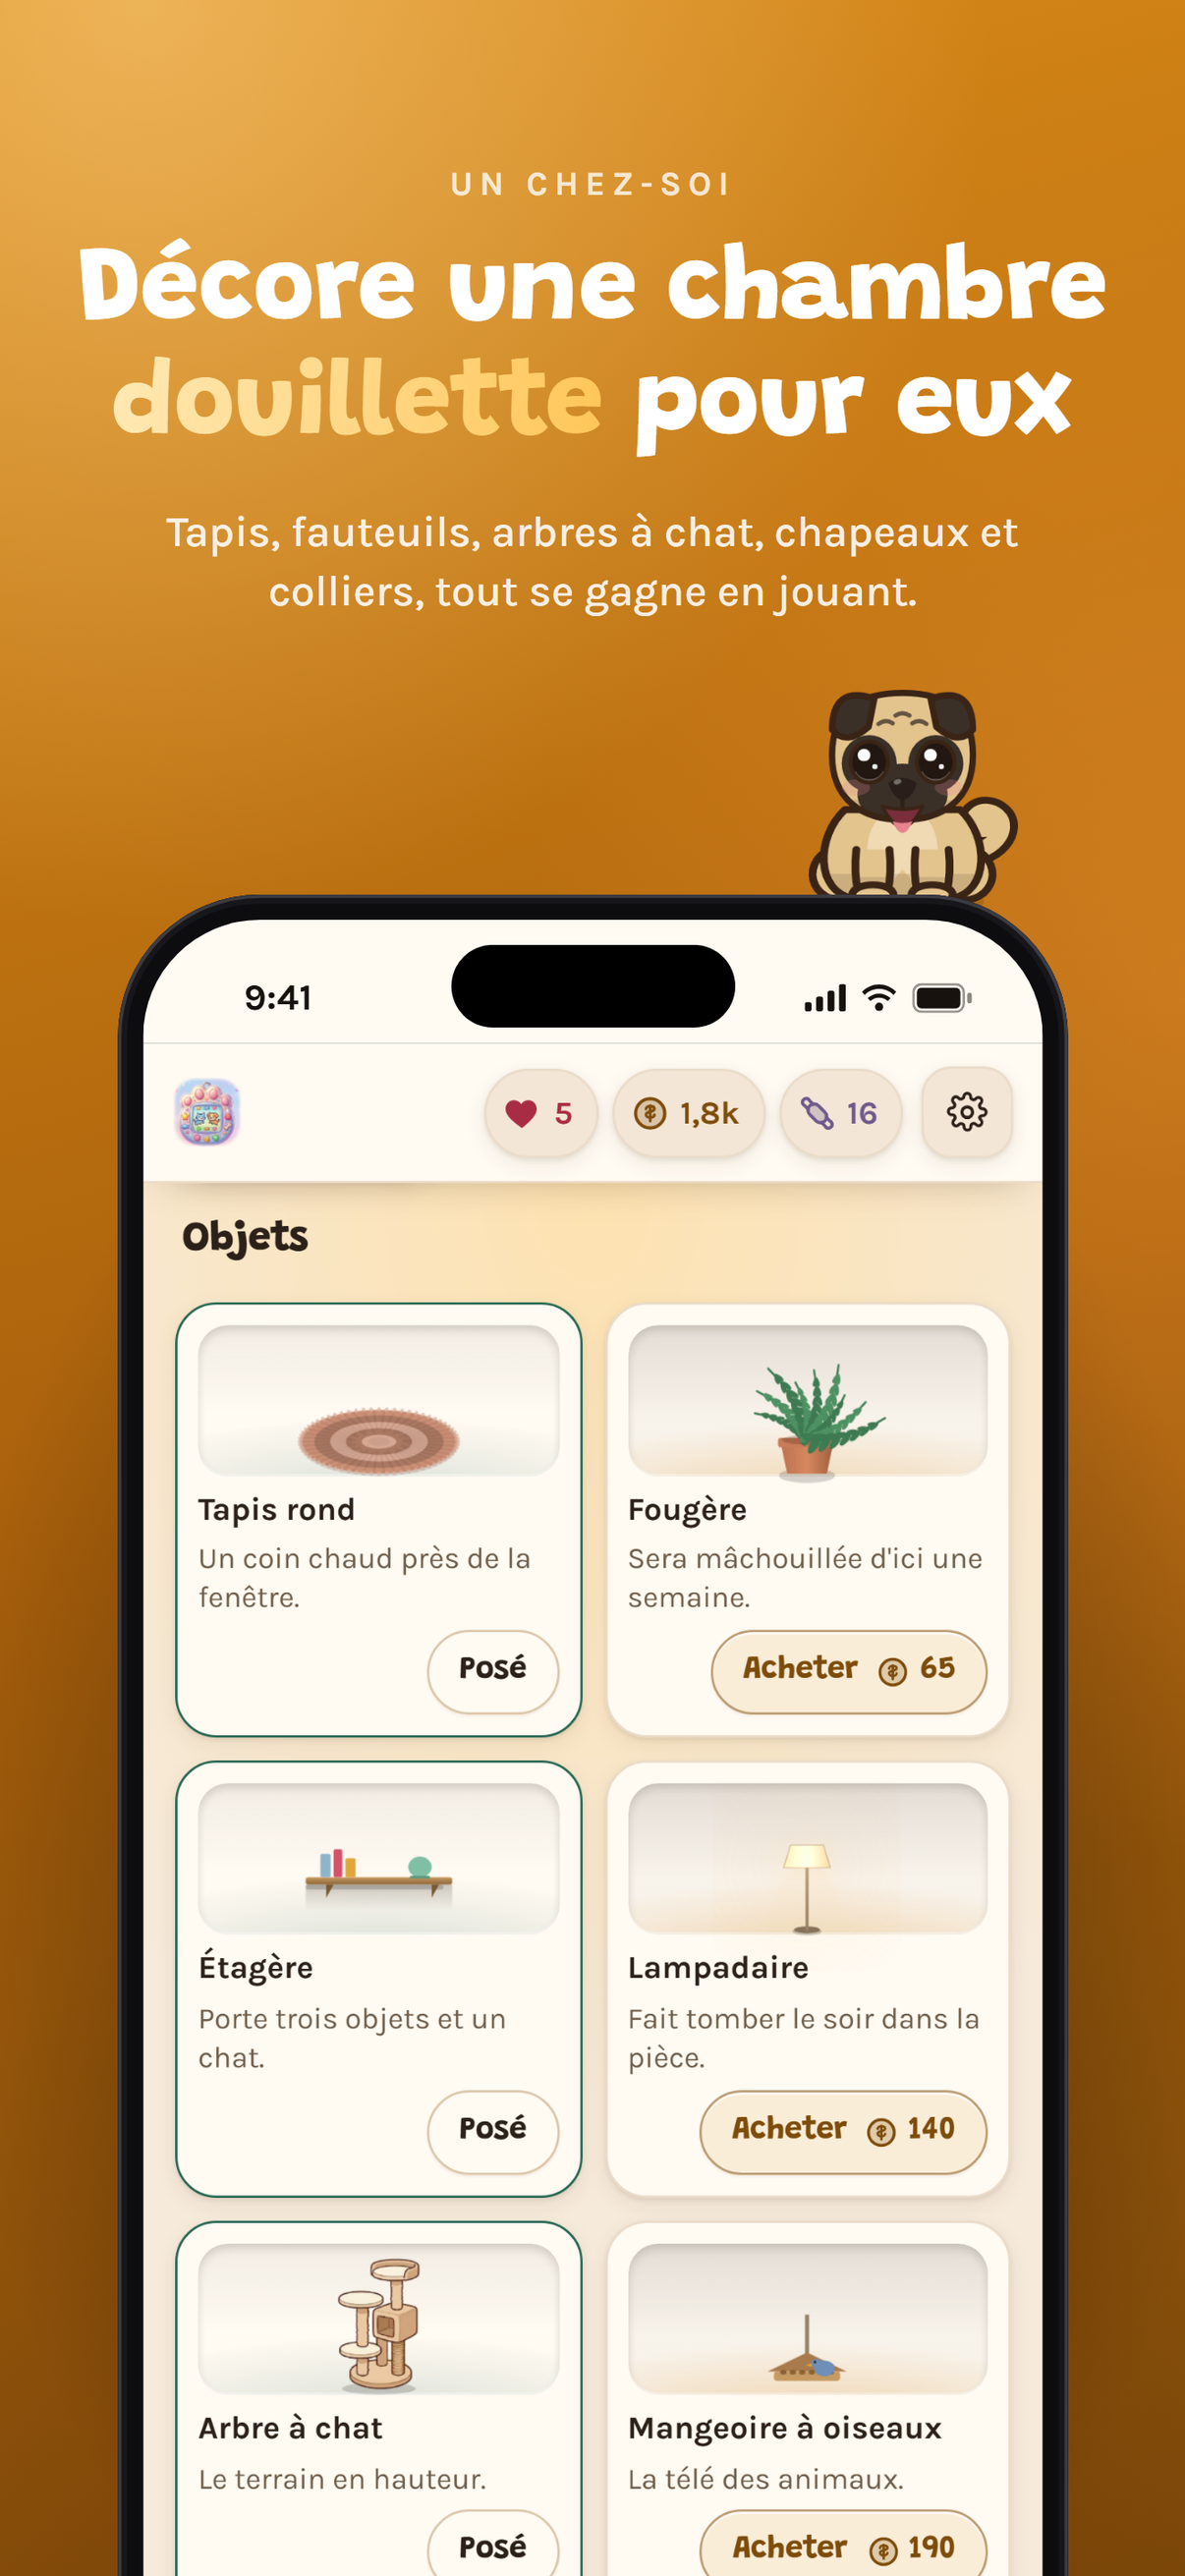 UN CHEZ-SOI
Décore une chambre
douillette pour eux
Tapis, fauteuils, arbres à chat, chapeaux et
colliers, tout se gagne en jouant.
9:41
5
1,8k
16
Objets
Tapis rond
Un coin chaud près de la
fenêtre.
Posé
Fougère
Sera mâchouillée d'ici une
semaine.
Acheter 65
Étagère
Porte trois objets et un
chat.
Posé
Lampadaire
Fait tomber le soir dans la
pièce.
Acheter 140
Arbre à chat
Le terrain en hauteur.
Posé
Mangeoire à oiseaux
La télé des animaux.
Acheter 190